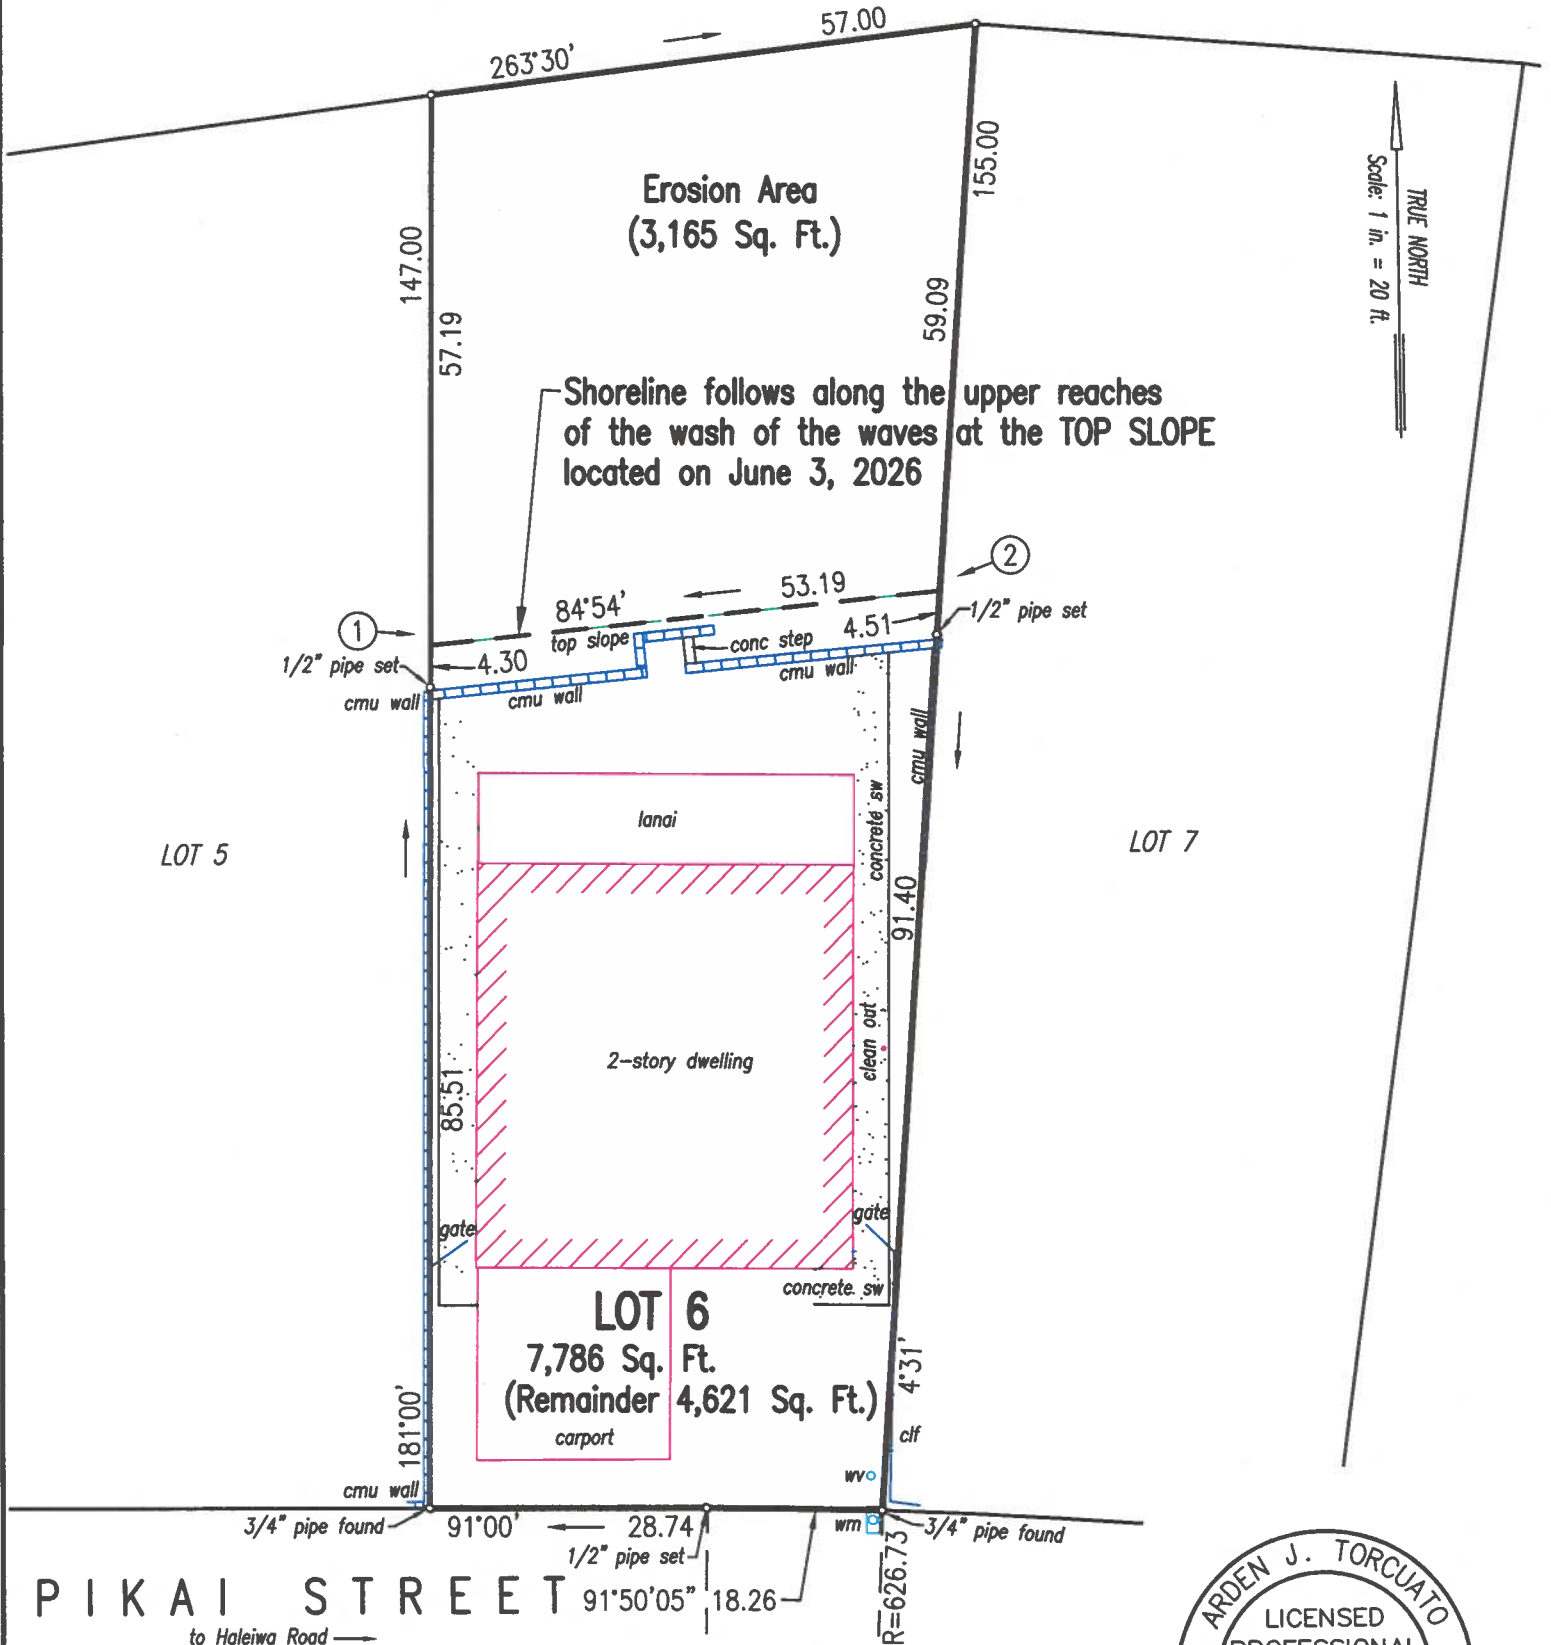 263°30'
57.00
Erosion Area
(3,165 Sq. Ft.)
155.00
TRUE NORTH
Scale: 1 in. = 20 ft.
147.00
57.19
59.09
Shoreline follows along the upper reaches
of the wash of the waves at the TOP SLOPE
located on June 3, 2026
2
53.19
84°54'
1
1/2" pipe set
top slope
conc step
4.51
1/2" pipe set
4.30
cmu wall
cmu wall
cmu wall
cmu wall
lanai
concrete sw
LOT 5
LOT 7
91.40
clean out
2-story dwelling
85.51
gate
gate
concrete sw
LOT 6
7,786 Sq. Ft.
(Remainder 4,621 Sq. Ft.)
4°31'
carport
clf
181°00'
wv
cmu wall
3/4" pipe found
91°00'
28.74
wm
3/4" pipe found
1/2" pipe set
R=626.73
PIKAI STREET
91°50'05" 18.26
to Haleiwa Road
ARDEN J. TORCUATO
LICENSED
PROFESSIONAL